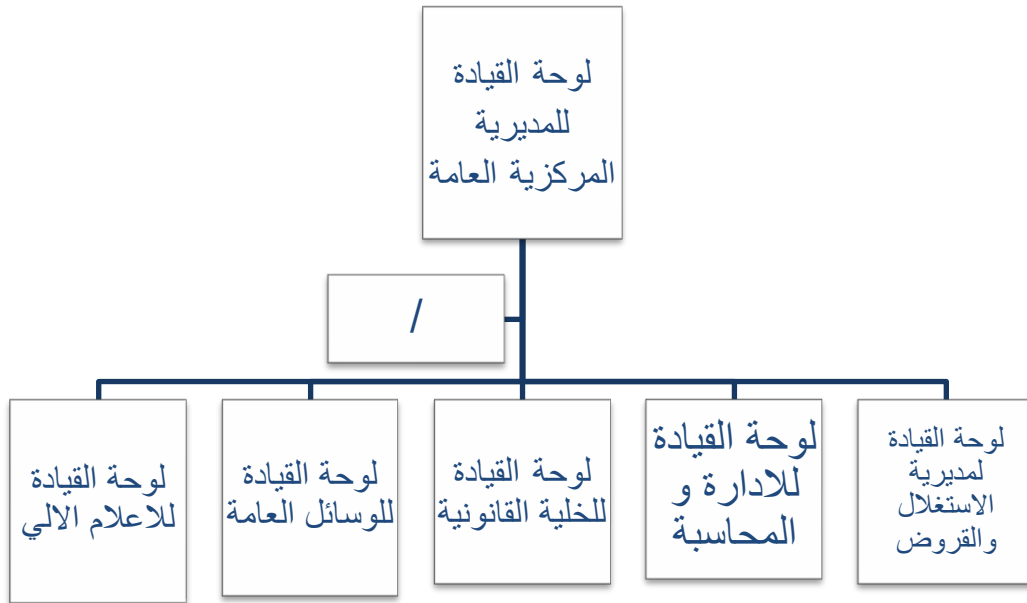 لوحة القيادة
للمديرية
المركزية العامة
/
لوحة القيادة
لمديرية
الاستغلال
والقروض
لوحة القيادة
للادارة و
المحاسبة
لوحة القيادة
للخلية القانونية
لوحة القيادة
للوسائل العامة
لوحة القيادة
للاعلام الالي